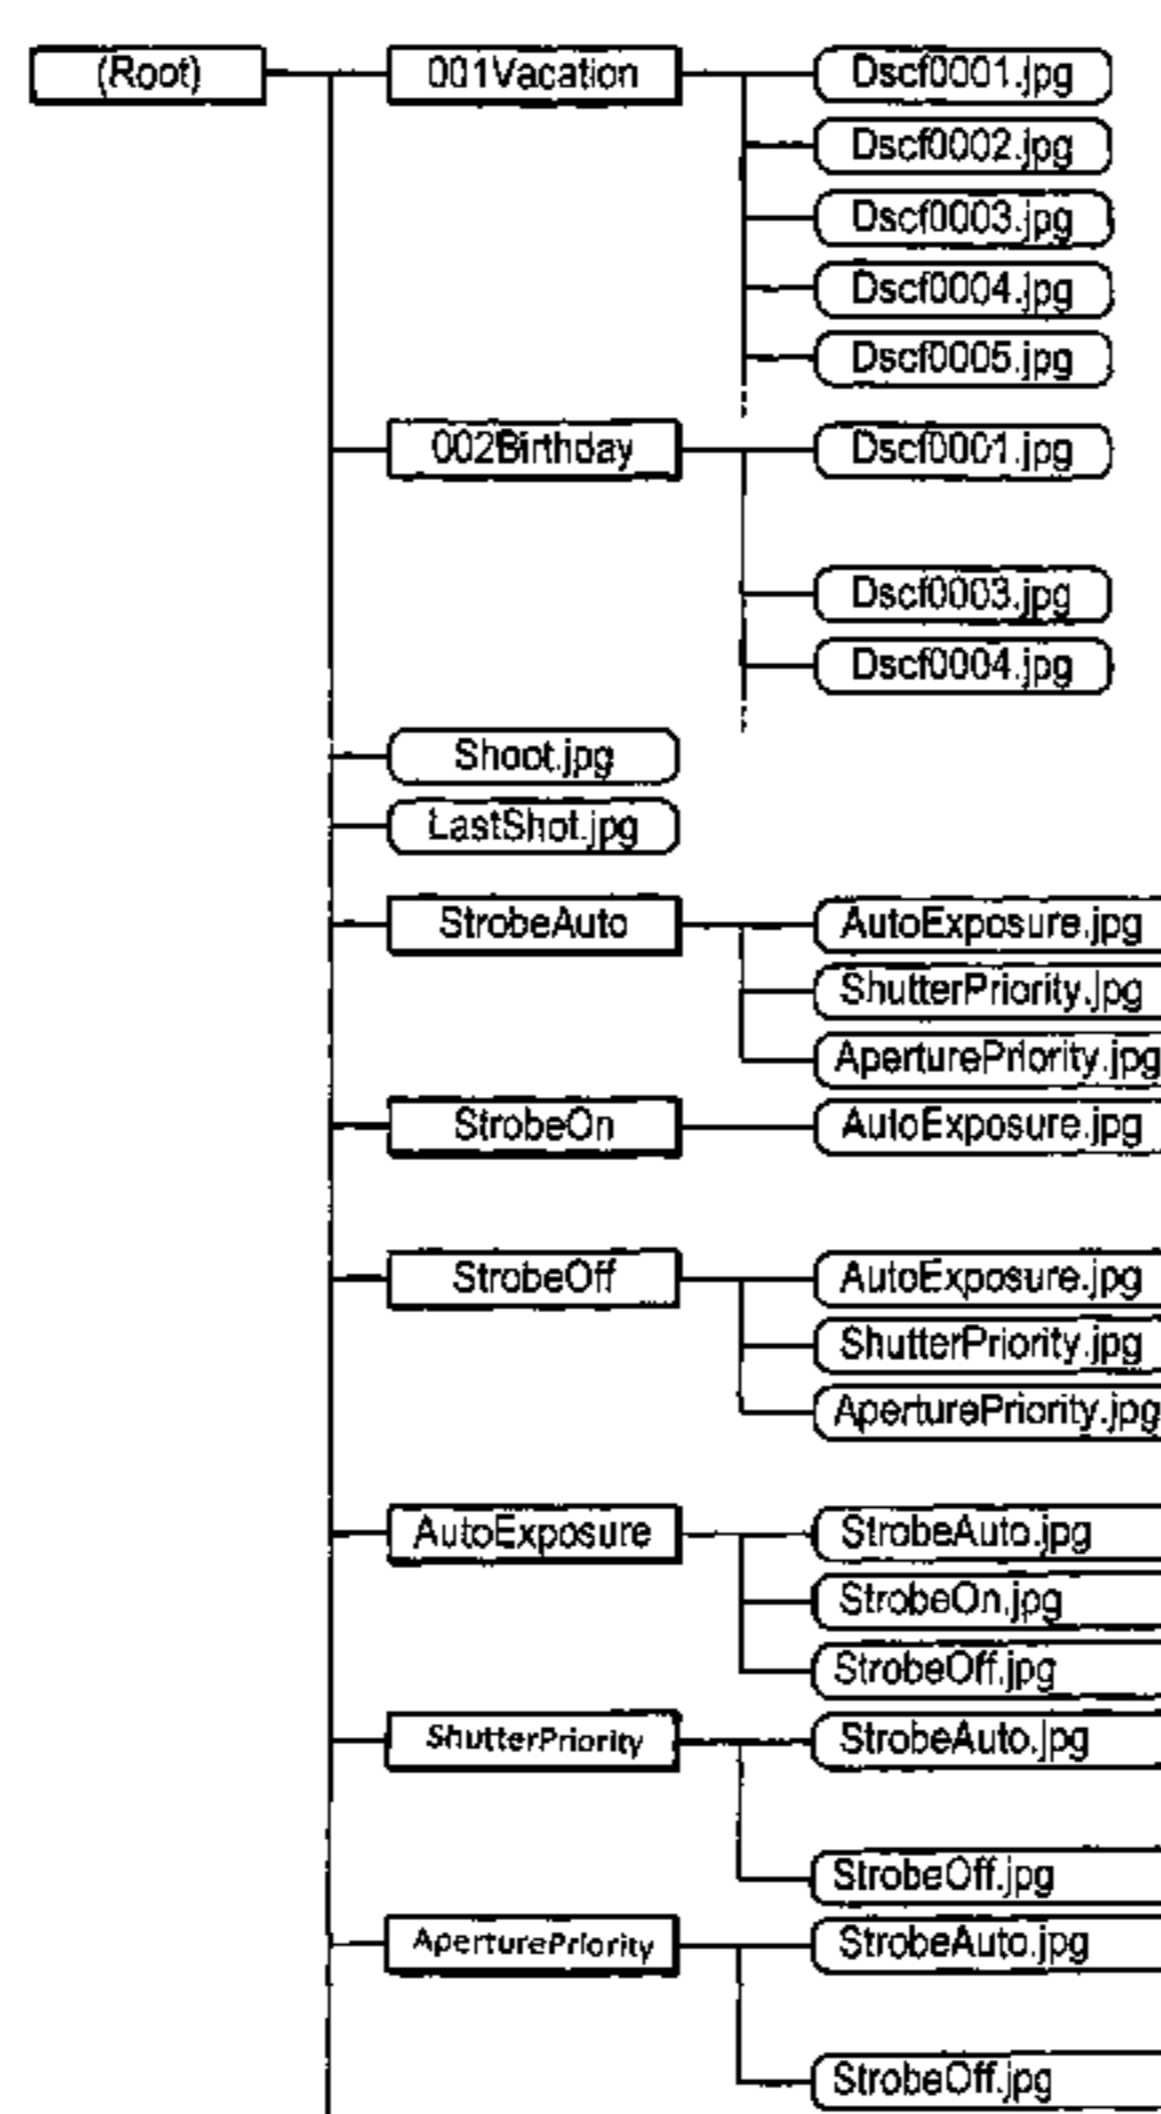 (Root) 001Vacation Dscf0001.jpg
Dscf0002.jpg
Dscf0003.jpg
Dscf0004.jpg
Dscf0005.jpg
002Birthday Dscf0001.jpg
Dscf0003.jpg
Dscf0004.jpg
Shoot.jpg
LastShot.jpg
StrobeAuto AutoExposure.jpg
ShutterPriority.jpg
AperturePriority.jpg
StrobeOn AutoExposure.jpg
StrobeOff AutoExposure.jpg
ShutterPriority.jpg
AperturePriority.jpg
AutoExposure StrobeAuto.jpg
StrobeOn.jpg
StrobeOff.jpg
ShutterPriority StrobeAuto.jpg
StrobeOff.jpg
AperturePriority StrobeAuto.jpg
StrobeOff.jpg